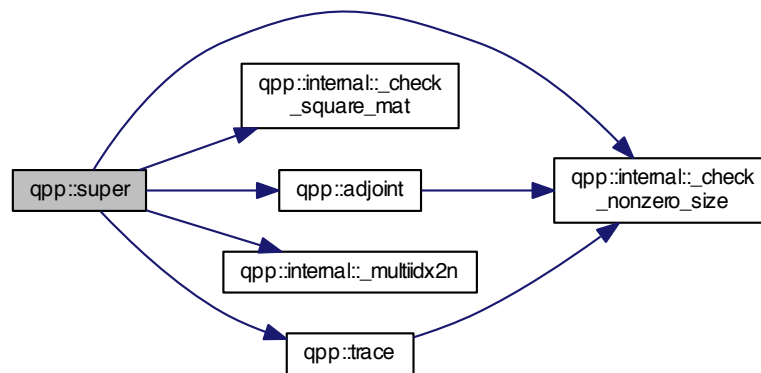 qpp::super
qpp::internal::_check
_square_mat
qpp::adjoint
qpp::internal::_multiidx2n
qpp::trace
qpp::internal::_check
_nonzero_size